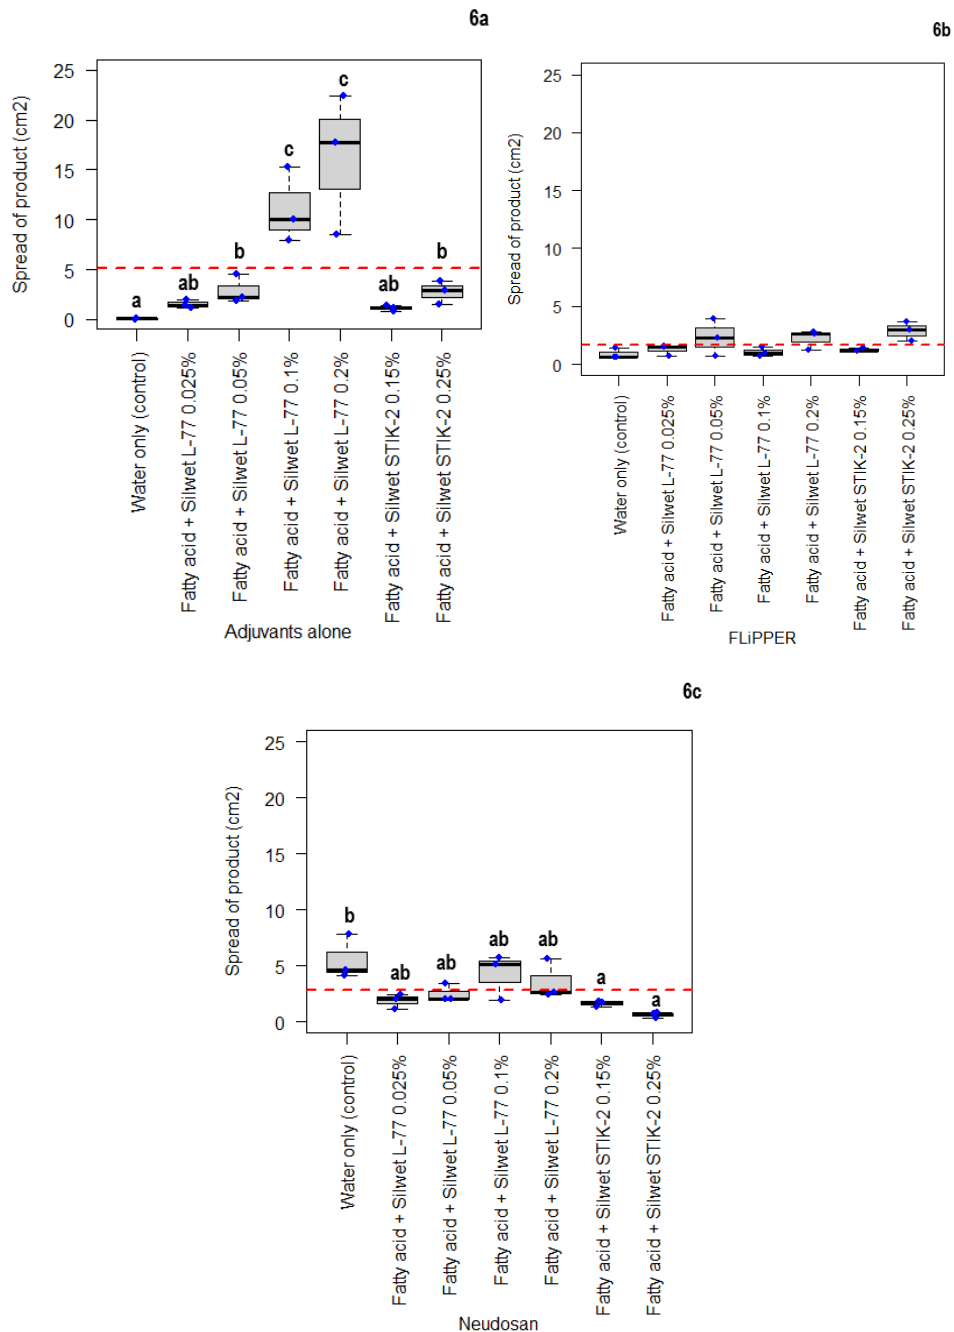 6a
Spread of product (cm2)
25
20
15
10
5
0
a
ab
b
c
c
ab
b
Water only (control)
Fatty acid + Silwet L-77 0.025%
Fatty acid + Silwet L-77 0.05%
Fatty acid + Silwet L-77 0.1%
Fatty acid + Silwet L-77 0.2%
Fatty acid + Silwet STIK-2 0.15%
Fatty acid + Silwet STIK-2 0.25%
Adjuvants alone
6b
Spread of product (cm2)
25
20
15
10
5
0
Water only (control)
Fatty acid + Silwet L-77 0.025%
Fatty acid + Silwet L-77 0.05%
Fatty acid + Silwet L-77 0.1%
Fatty acid + Silwet L-77 0.2%
Fatty acid + Silwet STIK-2 0.15%
Fatty acid + Silwet STIK-2 0.25%
FLiPPER
6c
Spread of product (cm2)
25
20
15
10
5
0
b
ab
ab
ab
ab
a
a
Water only (control)
Fatty acid + Silwet L-77 0.025%
Fatty acid + Silwet L-77 0.05%
Fatty acid + Silwet L-77 0.1%
Fatty acid + Silwet L-77 0.2%
Fatty acid + Silwet STIK-2 0.15%
Fatty acid + Silwet STIK-2 0.25%
Neudosan